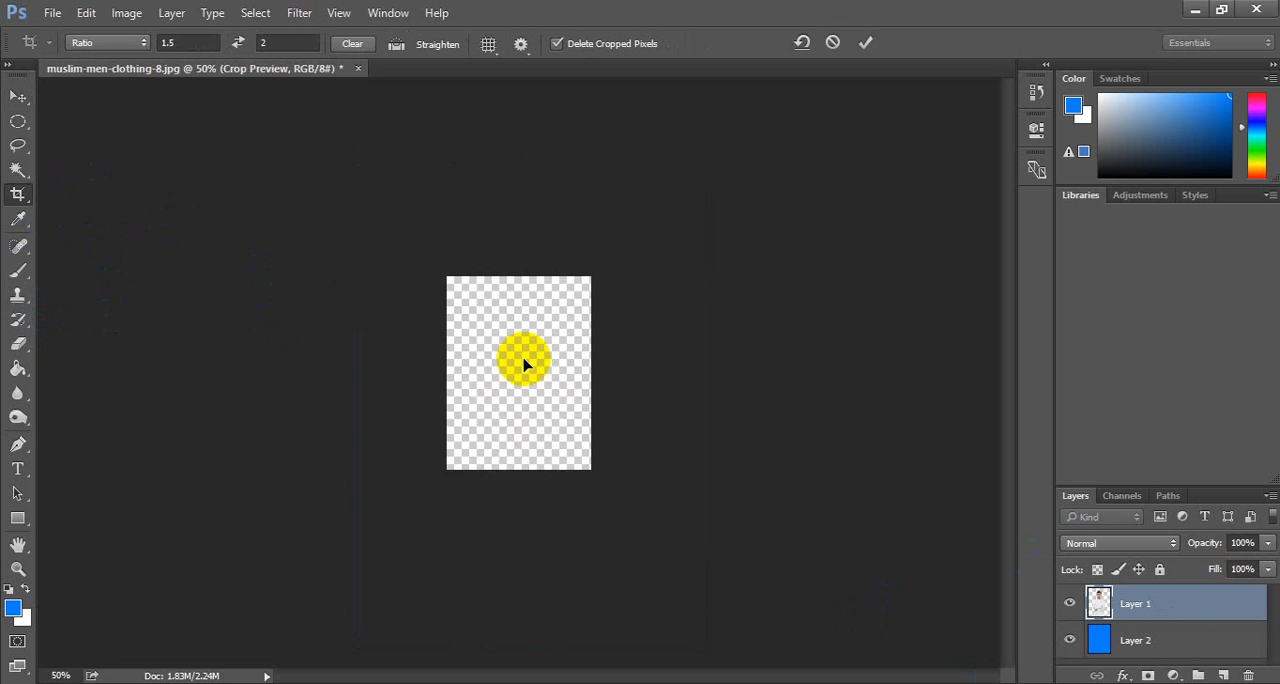 Ps File Edit Image Layer Type Select Filter View Window Help
Ratio 1.5 2 Clear Straighten Delete Cropped Pixels Essentials
muslim-men-clothing-8.jpg @ 50% (Crop Preview, RGB/8#) *
Color Swatches
Libraries Adjustments Styles
Layers Channels Paths
Kind
Normal Opacity: 100%
Lock: Fill: 100%
Layer 1
Layer 2
50% Doc: 1.83M/2.24M